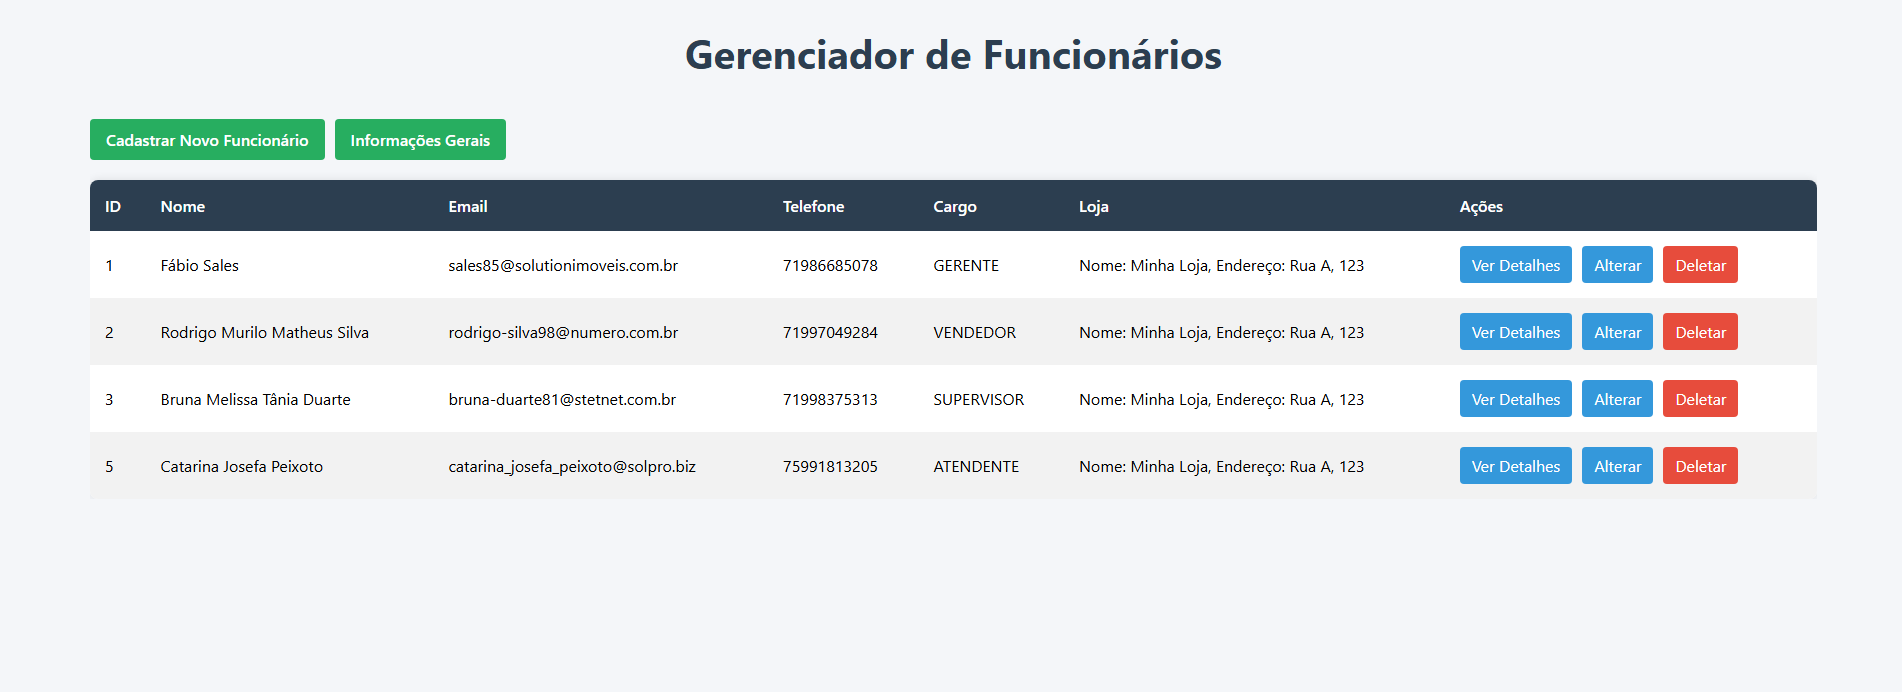 Gerenciador de Funcionários
Cadastrar Novo Funcionário Informações Gerais
ID Nome Email Telefone Cargo Loja Ações
1 Fábio Sales sales85@solutionimoveis.com.br 71986685078 GERENTE Nome: Minha Loja, Endereço: Rua A, 123 Ver Detalhes Alterar Deletar
2 Rodrigo Murilo Matheus Silva rodrigo-silva98@numero.com.br 71997049284 VENDEDOR Nome: Minha Loja, Endereço: Rua A, 123 Ver Detalhes Alterar Deletar
3 Bruna Melissa Tânia Duarte bruna-duarte81@stetnet.com.br 71998375313 SUPERVISOR Nome: Minha Loja, Endereço: Rua A, 123 Ver Detalhes Alterar Deletar
5 Catarina Josefa Peixoto catarina_josefa_peixoto@solpro.biz 75991813205 ATENDENTE Nome: Minha Loja, Endereço: Rua A, 123 Ver Detalhes Alterar Deletar